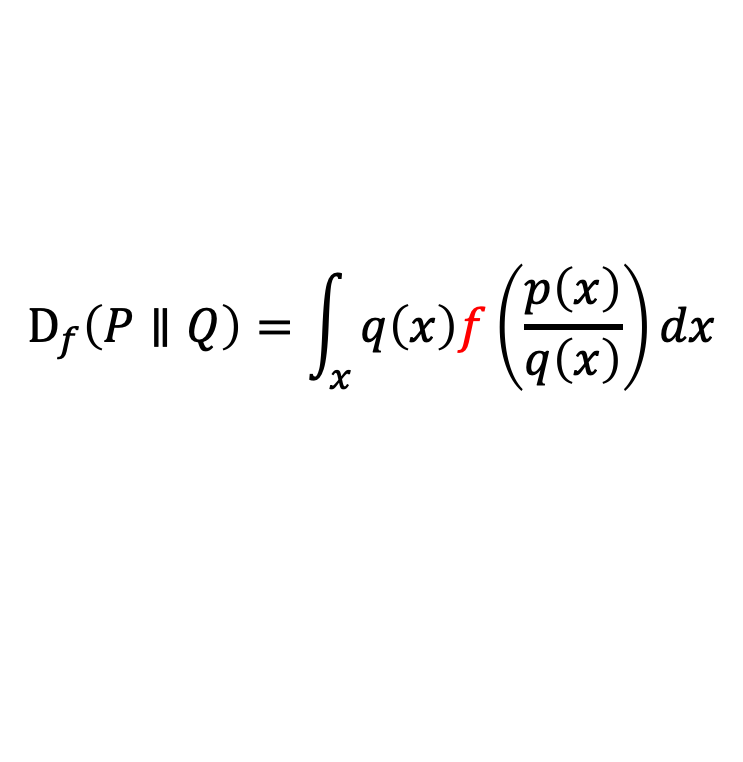 D_f(P ∥ Q) = ∫_x q(x)f(p(x)/q(x)) dx